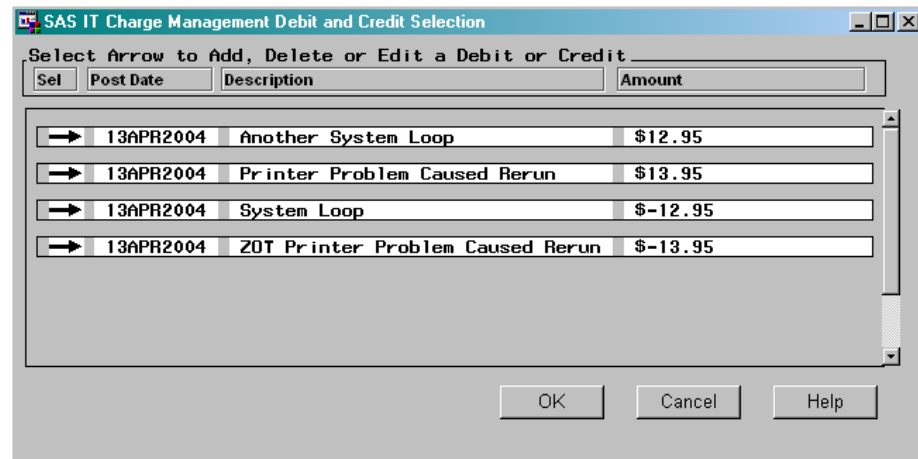 SAS IT Charge Management Debit and Credit Selection
Select Arrow to Add, Delete or Edit a Debit or Credit
Sel Post Date Description Amount
13APR2004 Another System Loop $12.95
13APR2004 Printer Problem Caused Rerun $13.95
13APR2004 System Loop $-12.95
13APR2004 ZOT Printer Problem Caused Rerun $-13.95
OK Cancel Help